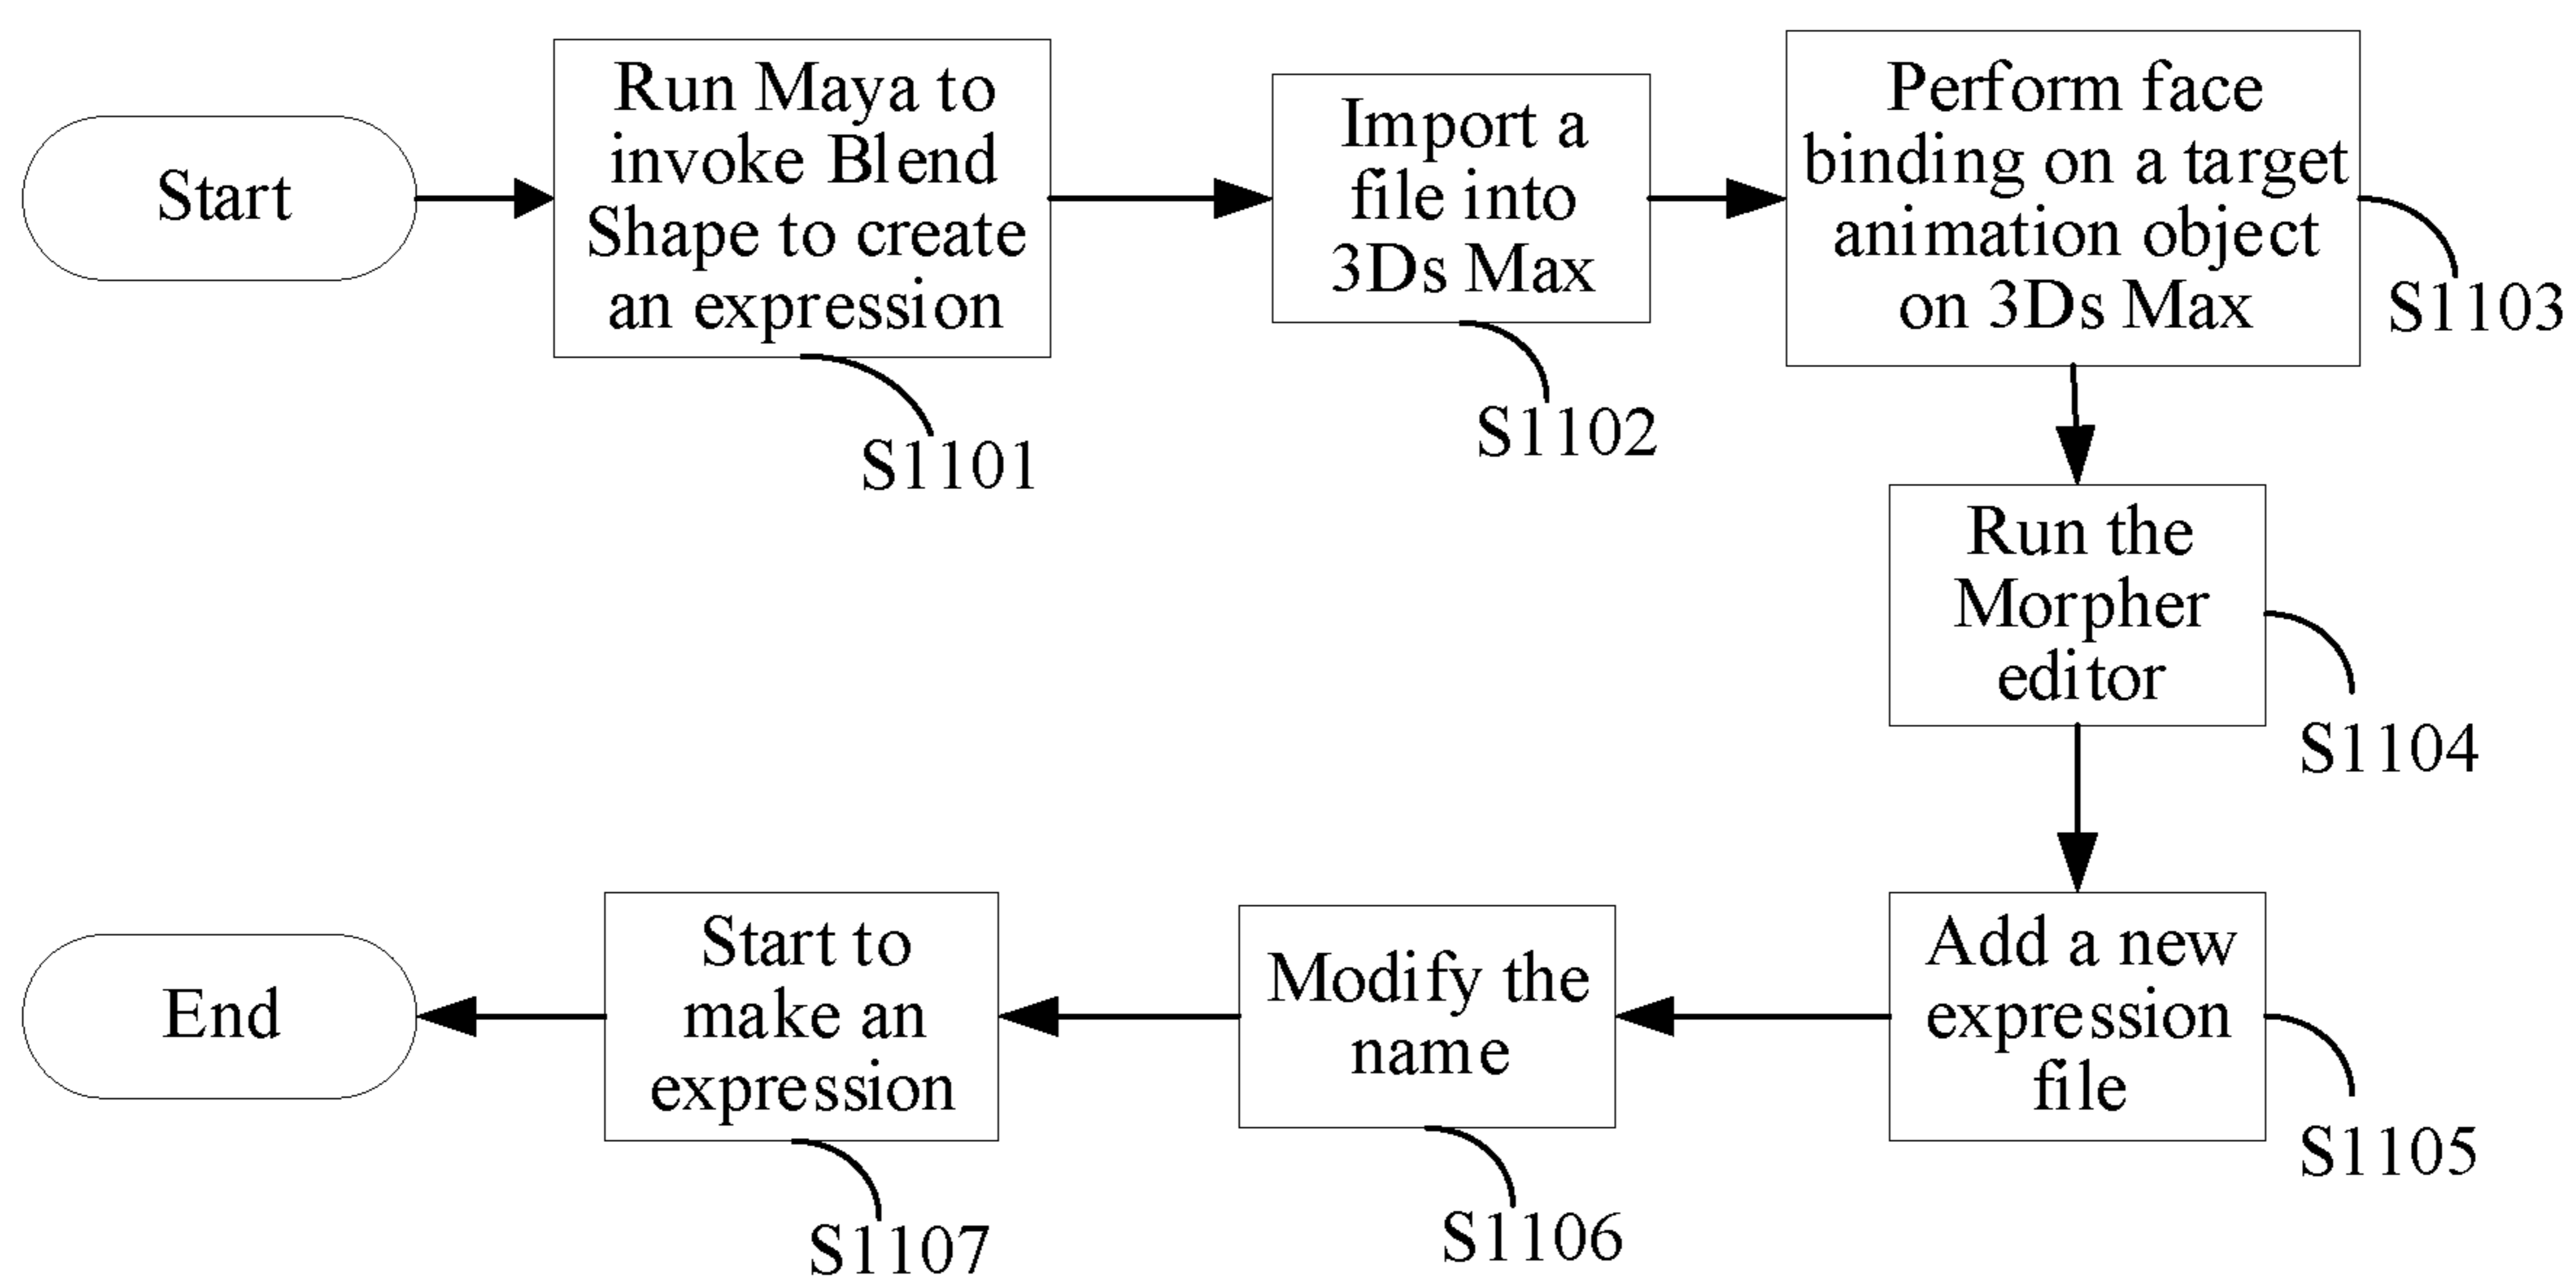 Start
Run Maya to
invoke Blend
Shape to create
an expression
S1101
Import a
file into
3Ds Max
S1102
Perform face
binding on a target
animation object
on 3Ds Max
S1103
Run the
Morpher
editor
S1104
Add a new
expression
file
S1105
Modify the
name
S1106
Start to
make an
expression
S1107
End